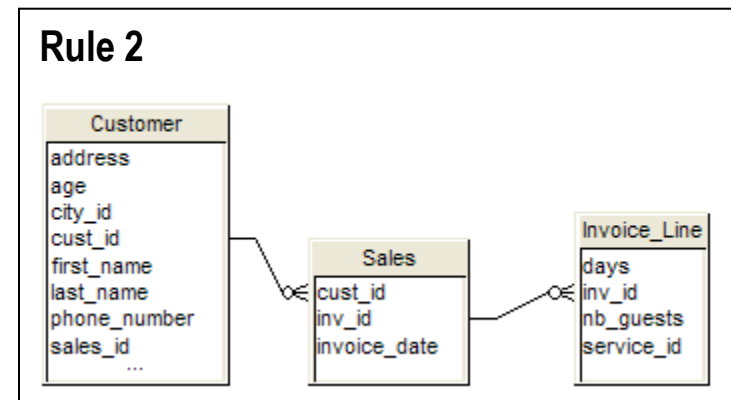 Rule 2
Customer
address
age
city_id
cust_id
first_name
last_name
phone_number
sales_id
...
Sales
cust_id
inv_id
invoice_date
Invoice_Line
days
inv_id
nb_guests
service_id